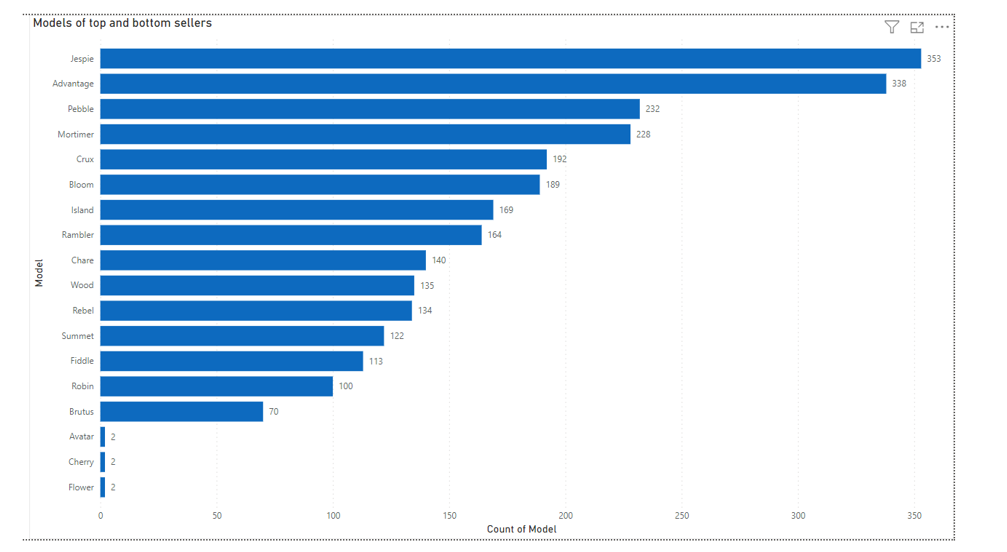 Models of top and bottom sellers
Jespie 353
Advantage 338
Pebble 232
Mortimer 228
Crux 192
Bloom 189
Island 169
Rambler 164
Model
Chare 140
Wood 135
Rebel 134
Summet 122
Fiddle 113
Robin 100
Brutus 70
Avatar 2
Cherry 2
Flower 2
0 50 100 150 200 250 300 350
Count of Model